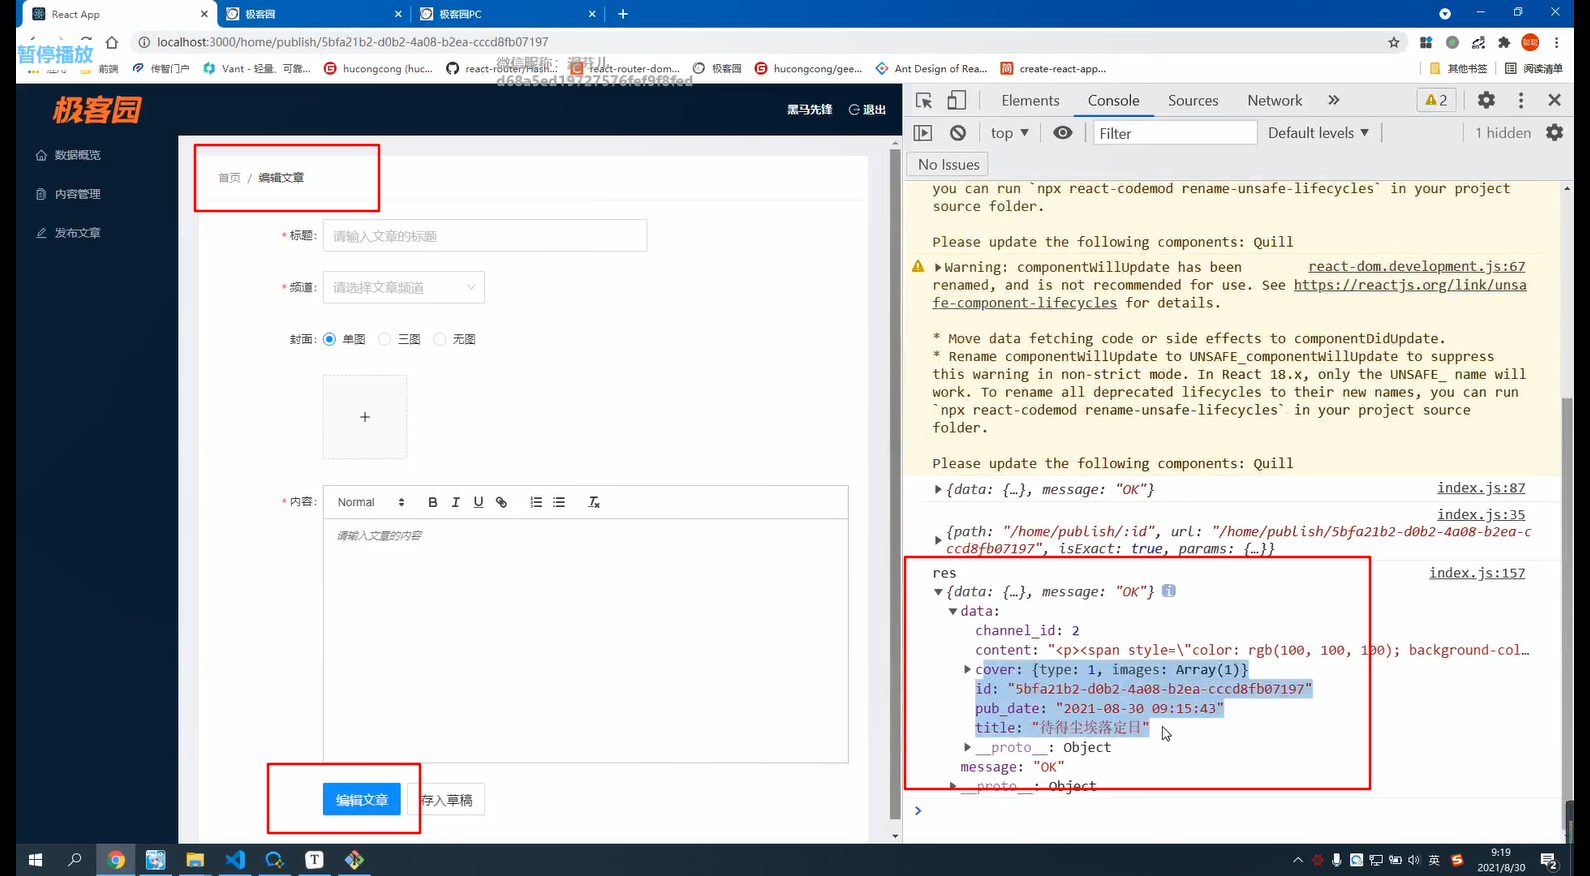 React App
极客园
极客园PC
localhost:3000/home/publish/5bfa21b2-d0b2-4a08-b2ea-cccd8fb07197
暂停播放
应用
前端
传智门户
Vant - 轻量、可靠...
hucongcong (huc...
react-router/Hash...
react-router-dom...
极客园
hucongcong/gee...
Ant Design of Rea...
create-react-app...
其他书签
阅读清单
d68a5ed19727576fef9f8fed
极客园
黑马先锋
退出
数据概览
内容管理
发布文章
首页 / 编辑文章
* 标题: 请输入文章的标题
* 频道: 请选择文章频道
封面: 单图 三图 无图
+
* 内容: Normal B I U
请输入文章的内容
编辑文章 存入草稿
Elements Console Sources Network » 2
top Filter Default levels ▼ 1 hidden
No Issues
you can run `npx react-codemod rename-unsafe-lifecycles` in your project
source folder.
Please update the following components: Quill
Warning: componentWillUpdate has been react-dom.development.js:67
renamed, and is not recommended for use. See https://reactjs.org/link/unsa
fe-component-lifecycles for details.
* Move data fetching code or side effects to componentDidUpdate.
* Rename componentWillUpdate to UNSAFE_componentWillUpdate to suppress
this warning in non-strict mode. In React 18.x, only the UNSAFE_ name will
work. To rename all deprecated lifecycles to their new names, you can run
`npx react-codemod rename-unsafe-lifecycles` in your project source
folder.
Please update the following components: Quill
{data: {…}, message: "OK"} index.js:87
index.js:35
{path: "/home/publish/:id", url: "/home/publish/5bfa21b2-d0b2-4a08-b2ea-c
ccd8fb07197", isExact: true, params: {…}}
res index.js:157
{data: {…}, message: "OK"}
data:
channel_id: 2
content: "<p><span style=\"color: rgb(100, 100, 100); background-col…
cover: {type: 1, images: Array(1)}
id: "5bfa21b2-d0b2-4a08-b2ea-cccd8fb07197"
pub_date: "2021-08-30 09:15:43"
title: "待得尘埃落定日"
__proto__: Object
message: "OK"
__proto__: Object
英
9:19
2021/8/30
2